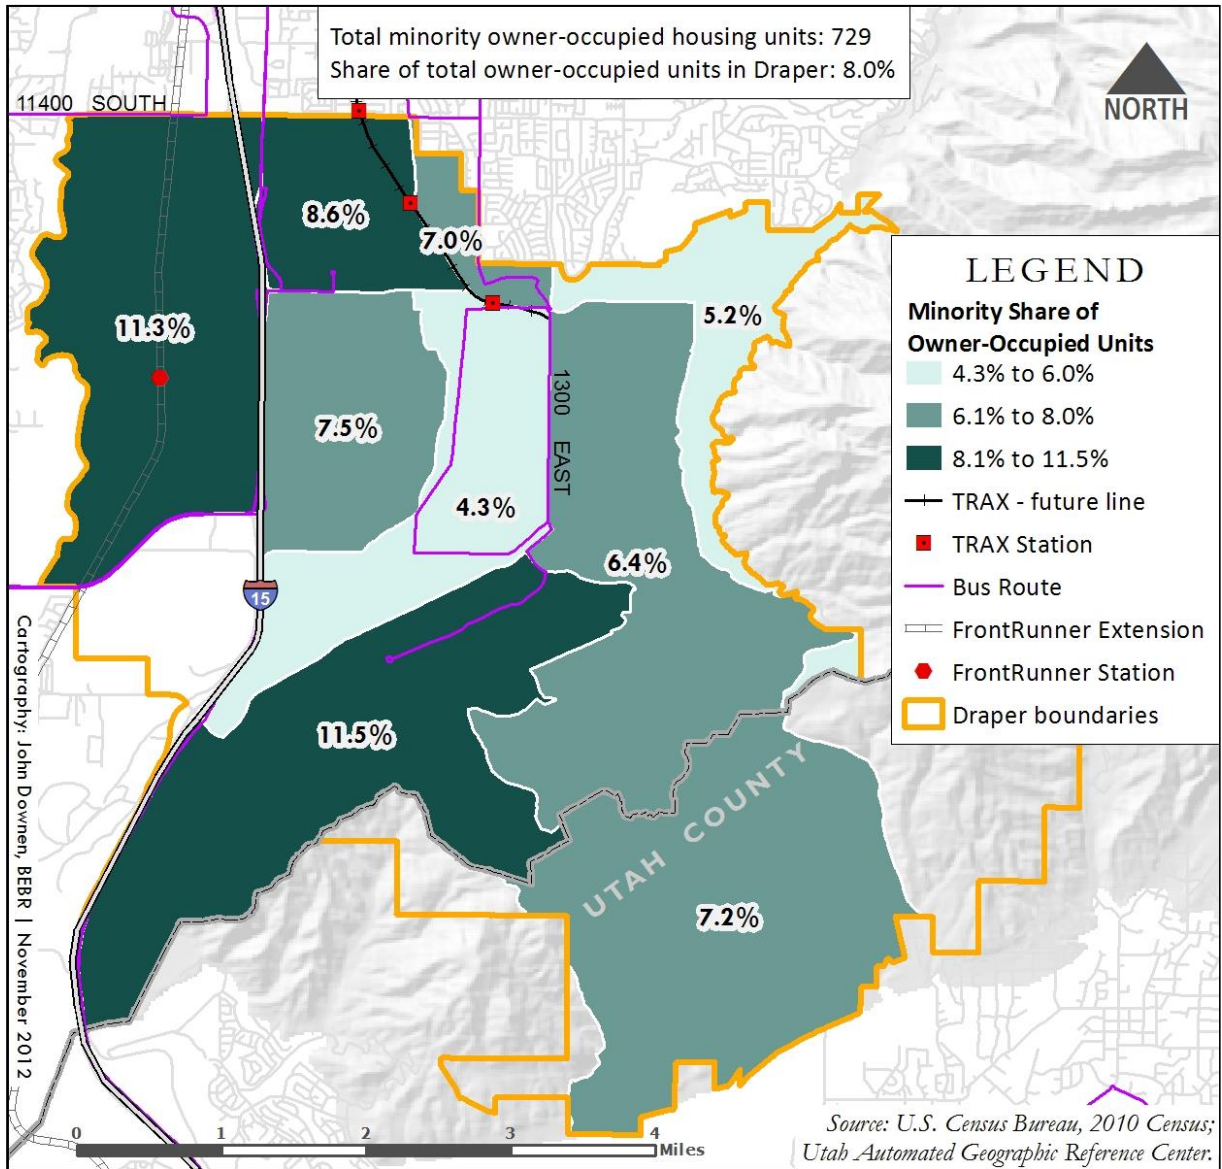 Total minority owner-occupied housing units: 729
Share of total owner-occupied units in Draper: 8.0%
11400 SOUTH
NORTH
8.6%
7.0%
11.3%
5.2%
7.5%
1300 EAST
4.3%
6.4%
15
11.5%
UTAH COUNTY
7.2%
LEGEND
Minority Share of
Owner-Occupied Units
4.3% to 6.0%
6.1% to 8.0%
8.1% to 11.5%
TRAX - future line
TRAX Station
Bus Route
FrontRunner Extension
FrontRunner Station
Draper boundaries
Cartography: John Downen, BEBR | November 2012
0 1 2 3 4
Miles
Source: U.S. Census Bureau, 2010 Census;
Utah Automated Geographic Reference Center.